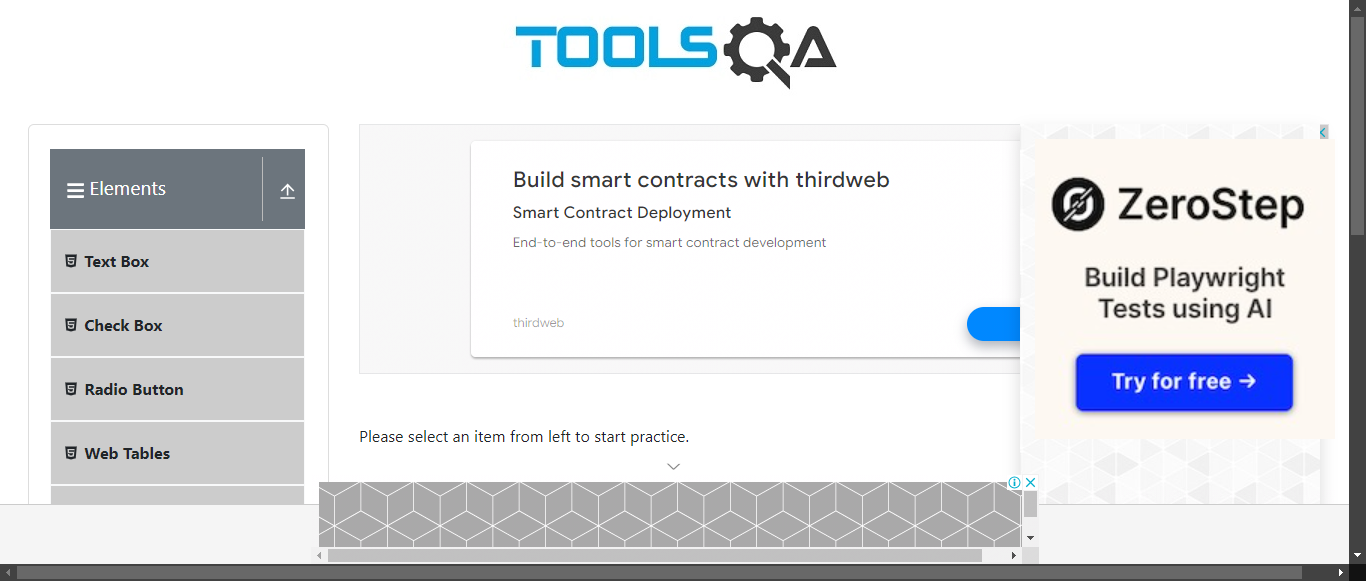 TOOLSQA
Elements
Text Box
Check Box
Radio Button
Web Tables
Build smart contracts with thirdweb
Smart Contract Deployment
End-to-end tools for smart contract development
thirdweb
Please select an item from left to start practice.
ZeroStep
Build Playwright
Tests using AI
Try for free →